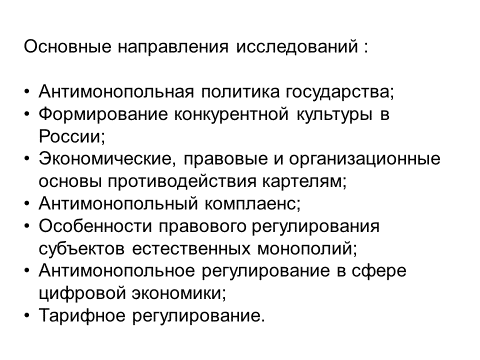 Основные направления исследований :
• Антимонопольная политика государства;
• Формирование конкурентной культуры в
России;
• Экономические, правовые и организационные
основы противодействия картелям;
• Антимонопольный комплаенс;
• Особенности правового регулирования
субъектов естественных монополий;
• Антимонопольное регулирование в сфере
цифровой экономики;
• Тарифное регулирование.